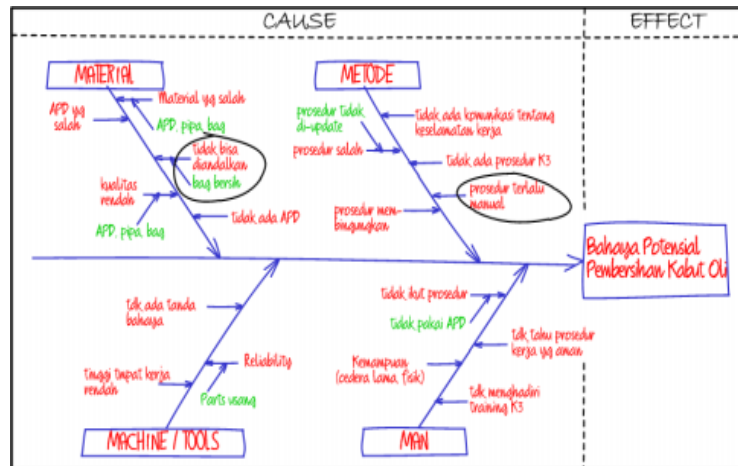 CAUSE
EFFECT
MATERIAL
Material yg salah
APD yg
salah
APD, pipa, bag
tidak bisa
diandalkan
bag bersih
kualitas
rendah
APD, pipa, bag
tidak ada APD
METODE
prosedur tidak
di-update
tidak ada komunikasi tentang
keselamatan kerja
prosedur salah
tidak ada prosedur K3
prosedur terlalu
manual
prosedur mem-
bingungkan
Bahaya Potensial
Pembersihan Kabut Oli
tdk ada tanda
bahaya
Reliability
tinggi tmpat kerja
rendah
Parts usang
MACHINE / TOOLS
tidak ikut prosedur
tidak pakai APD
tdk tahu prosedur
kerja yg aman
Kemampuan
(cedera lama, fisik)
tdk menghadiri
training K3
MAN